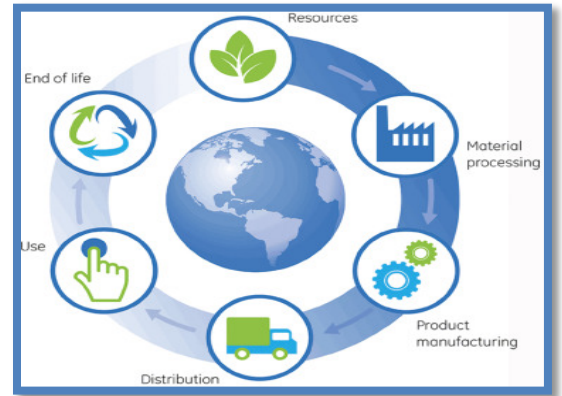 Resources
Material
processing
Product
manufacturing
Distribution
Use
End of life